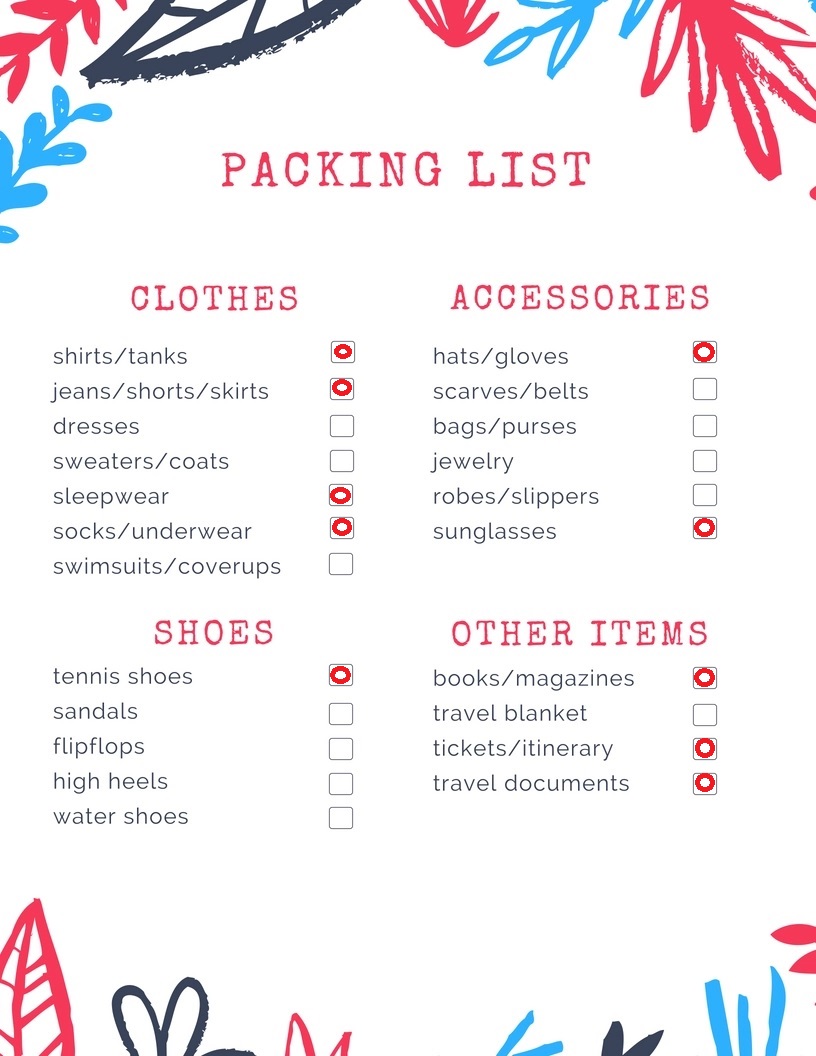 PACKING LIST
CLOTHES
shirts/tanks
jeans/shorts/skirts
dresses
sweaters/coats
sleepwear
socks/underwear
swimsuits/coverups
ACCESSORIES
hats/gloves
scarves/belts
bags/purses
jewelry
robes/slippers
sunglasses
SHOES
tennis shoes
sandals
flipflops
high heels
water shoes
OTHER ITEMS
books/magazines
travel blanket
tickets/itinerary
travel documents